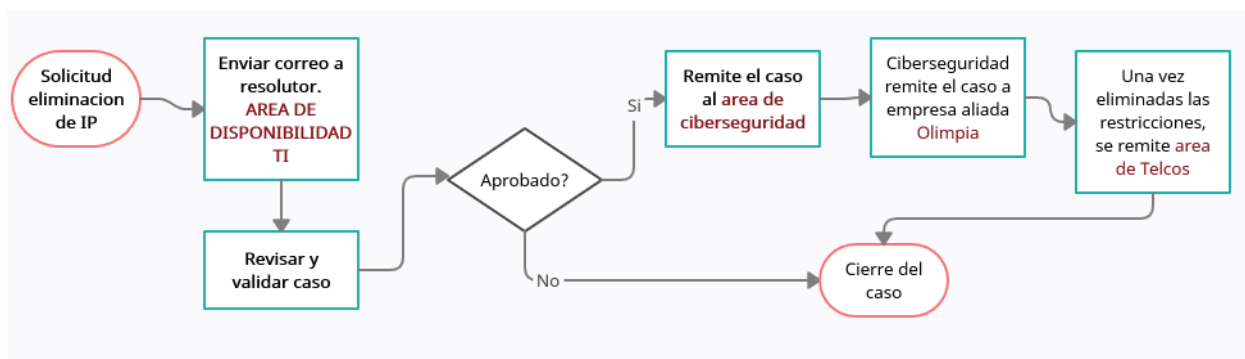 Solicitud
eliminacion
de IP
Enviar correo a
resolutor.
AREA DE
DISPONIBILIDAD
TI
Revisar y
validar caso
Aprobado?
Si
Remite el caso
al area de
ciberseguridad
Ciberseguridad
remite el caso a
empresa aliada
Olimpia
Una vez
eliminadas las
restricciones,
se remite area
de Telcos
No
Cierre del
caso